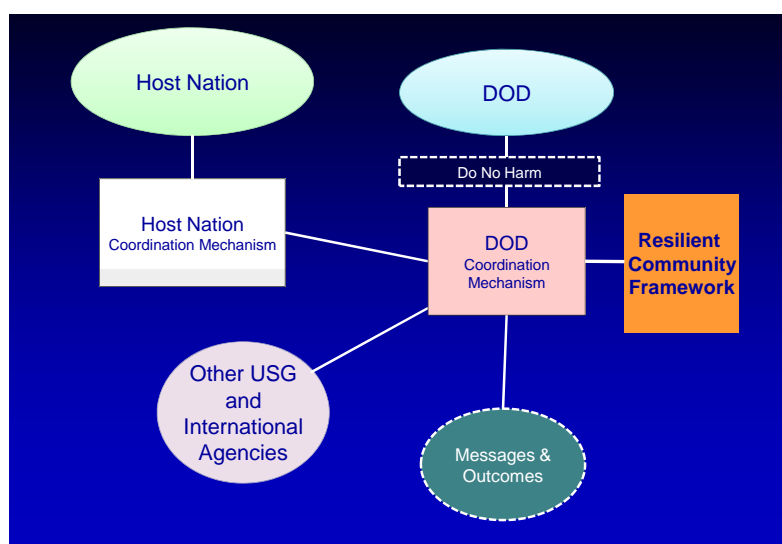 Host Nation
DOD
Do No Harm
Host Nation
Coordination Mechanism
DOD
Coordination
Mechanism
Resilient
Community
Framework
Other USG
and
International
Agencies
Messages &
Outcomes